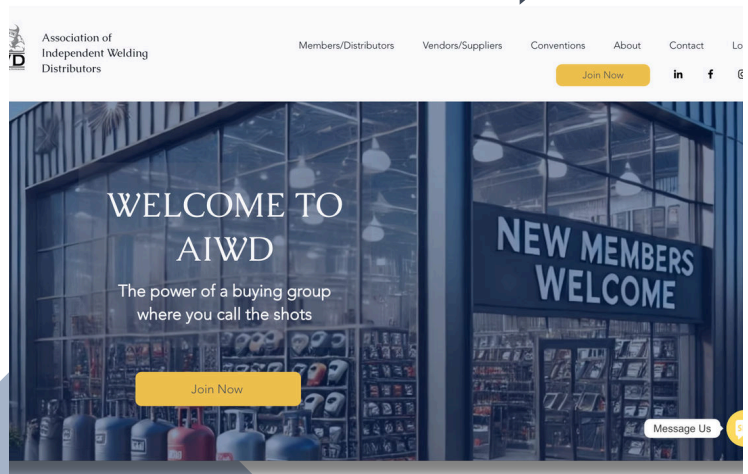 Association of
Independent Welding
Distributors
Members/Distributors
Vendors/Suppliers
Conventions
About
Contact
Join Now
in
f
WELCOME TO
AIWD
The power of a buying group
where you call the shots
Join Now
NEW MEMBERS
WELCOME
Message Us